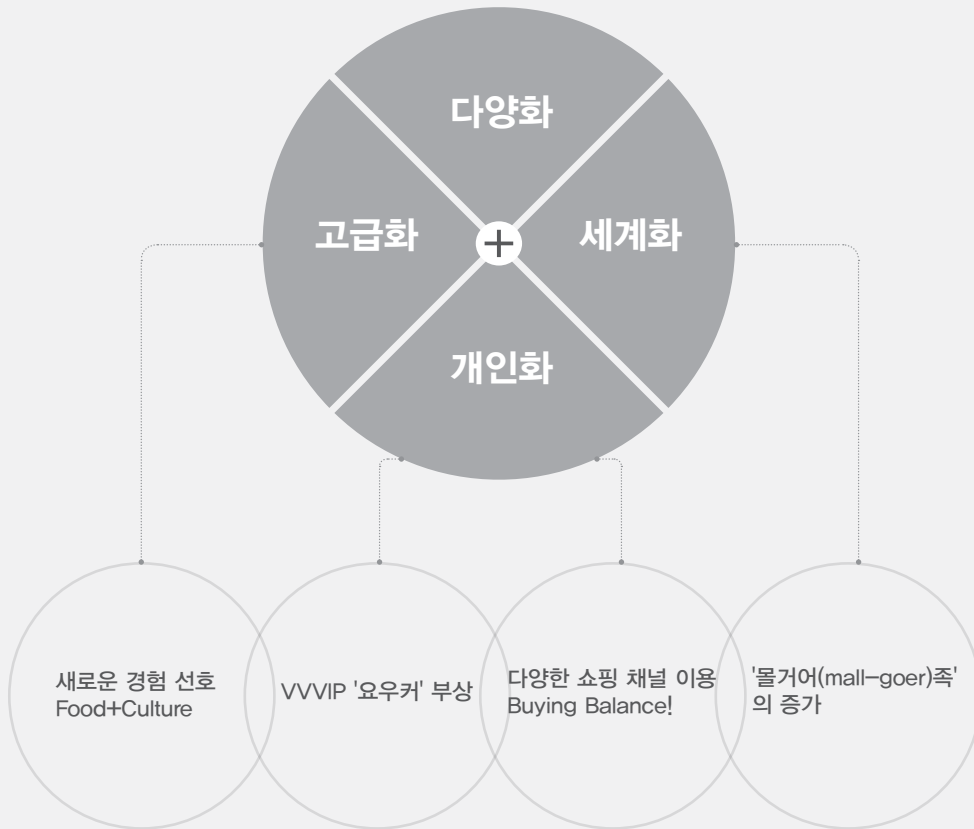 다양화
고급화
세계화
개인화
새로운 경험 선호
Food+Culture
VVVIP '요우커' 부상
다양한 쇼핑 채널 이용
Buying Balance!
'몰거어(mall-goer)족'
의 증가